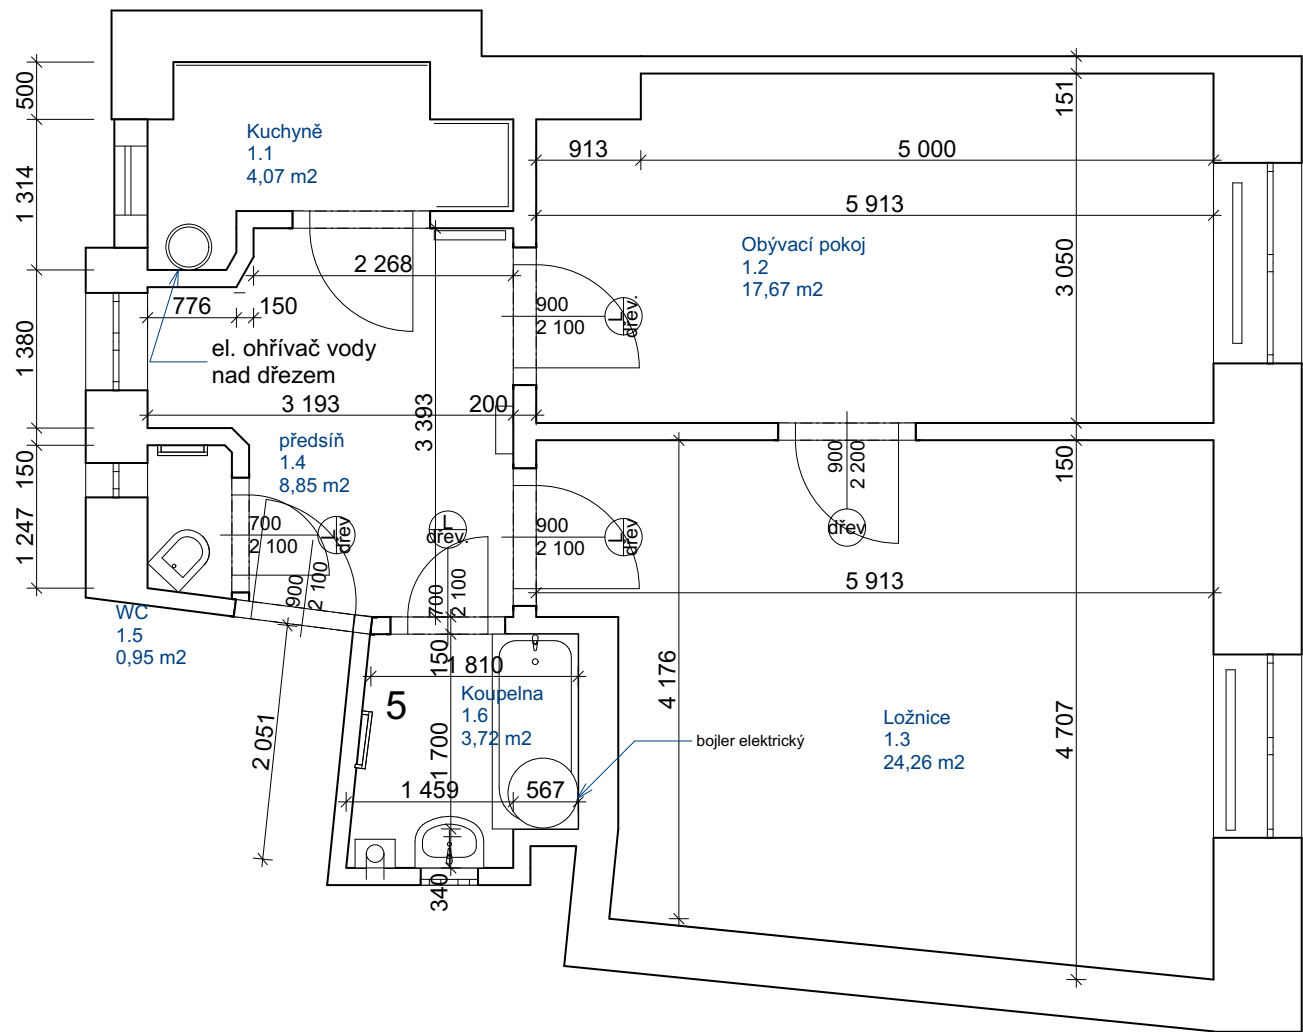 500
1 314
1 380
150
1 247
Kuchyně
1.1
4,07 m2
151
913
5 000
5 913
Obývací pokoj
1.2
17,67 m2
3 050
2 268
776
150
900
2 100
L
dřev.
el. ohřívač vody
nad dřezem
3 193
200
3 393
předsíň
1.4
8,85 m2
900
2 200
dřev
150
700
2 100
L
dřev
L
dřev.
900
2 100
L
dřev
900
2 100
700
2 100
5 913
WC
1.5
0,95 m2
150
1 810
4 176
5
Koupelna
1.6
3,72 m2
Ložnice
1.3
24,26 m2
4 707
2 051
bojler elektrický
1 700
1 459
567
340